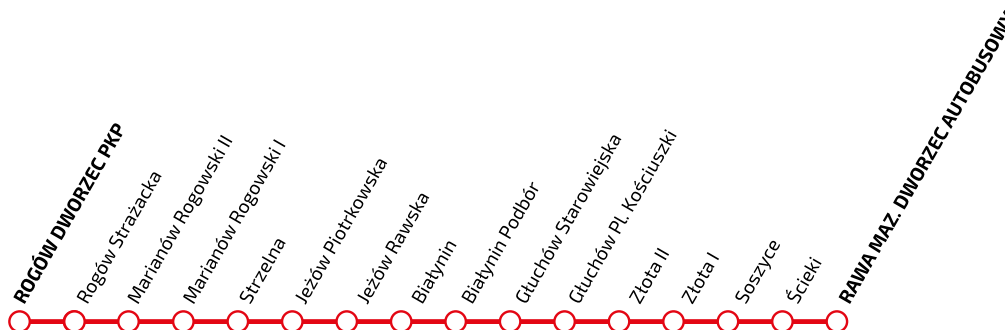 ROGÓW DWORZEC PKP
Rogów Strażacka
Marianów Rogowski II
Marianów Rogowski I
Strzelna
Jeżów Piotrkowska
Jeżów Rawska
Białynin
Białynin Podbór
Głuchów Starowiejska
Głuchów Pl. Kościuszki
Złota II
Złota I
Soszyce
Ścieki
RAWA MAZ. DWORZEC AUTOBUSOWY